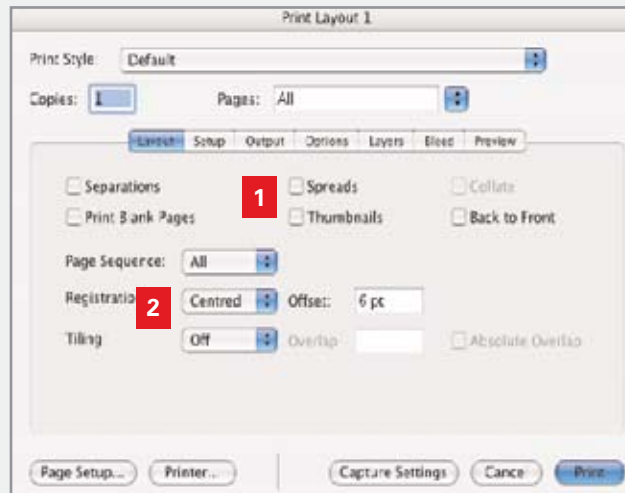 Print Layout 1
Print Style: Default
Copies: 1 Pages: All
Layout Setup Output Options Layers Bleed Preview
Separations 1 Spreads Collate
Print Blank Pages Thumbnails Back to Front
Page Sequence: All
Registratio 2 Centred Offset: 6 pt
Tiling Off Overlap Absolute Overlap
Page Setup... Printer... Capture Settings Cance Print